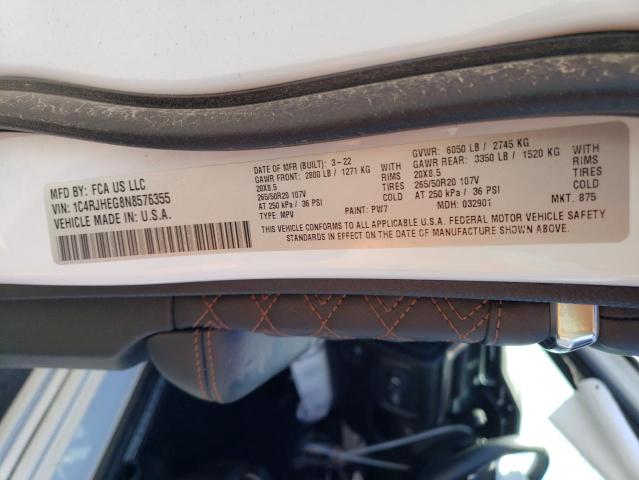 MFD BY: FCA US LLC
VIN: 1C4RJHEG8N8576355
VEHICLE MADE IN U.S.A.
DATE OF MFR (BUILT): 3-22
GAWR FRONT: 2800 LB / 1271 KG WITH
20X8.5 RIMS
265/50R20 107V
AT 250 kPa / 36 PSI COLD
TYPE: MPV PAINT: PW7
GVWR: 6050 LB / 2745 KG
GAWR REAR: 3350 LB / 1520 KG WITH
20X8.5 RIMS
265/50R20 107V
AT 250 kPa / 36 PSI COLD
MDH: 032901 MKT: 875
THIS VEHICLE CONFORMS TO ALL APPLICABLE U.S.A. FEDERAL MOTOR VEHICLE SAFETY
STANDARDS IN EFFECT ON THE DATE OF MANUFACTURE SHOWN ABOVE.